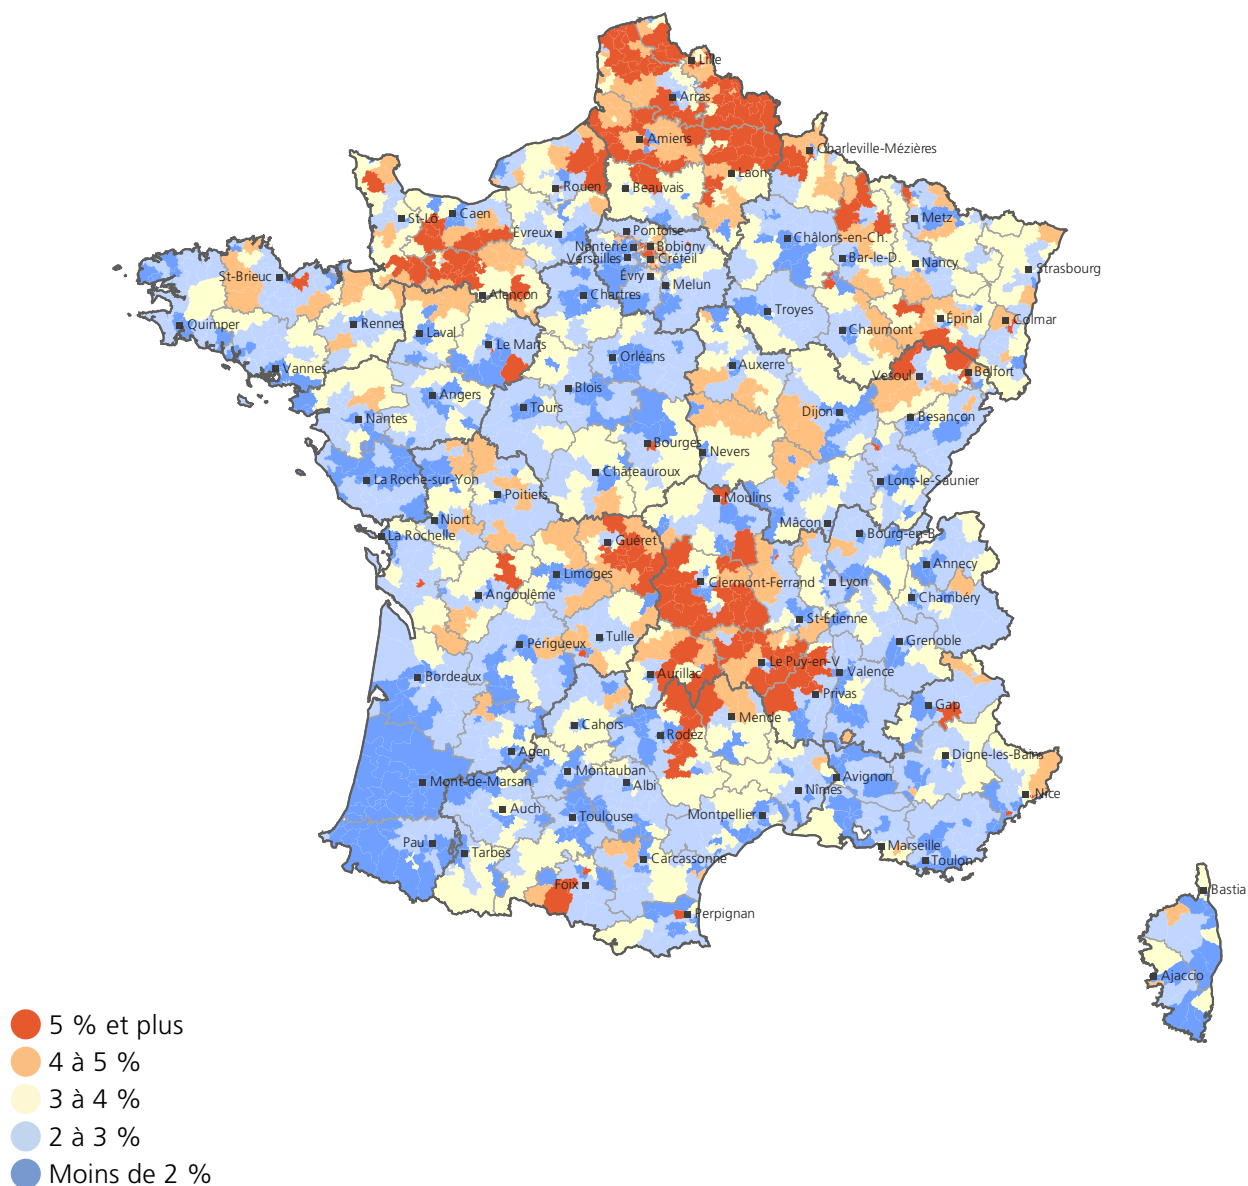 Lille
Arras
Amiens
Charleville-Mézières
Laon
Rouen
Beauvais
St-Lô
Caen
Metz
Évreux
Pontoise
Nanterre
Bobigny
Versailles
Créteil
Châlons-en-Ch.
Bar-le-D.
Nancy
Strasbourg
St-Brieuc
Évry
Melun
Alençon
Chartres
Troyes
Quimper
Rennes
Laval
Chaumont
Épinal
Colmar
Le Mans
Orléans
Auxerre
Vannes
Vesoul
Belfort
Angers
Blois
Tours
Dijon
Besançon
Nantes
Bourges
Nevers
La Roche-sur-Yon
Châteauroux
Lons-le-Saunier
Poitiers
Moulins
Niort
Mâcon
Bourg-en-B.
La Rochelle
Guéret
Annecy
Limoges
Clermont-Ferrand
Lyon
Angoulême
Chambéry
St-Étienne
Périgueux
Tulle
Grenoble
Le Puy-en-V
Bordeaux
Aurillac
Valence
Privas
Gap
Cahors
Mende
Rodez
Agen
Digne-les-Bains
Mont-de-Marsan
Montauban
Albi
Avignon
Nîmes
Nice
Auch
Toulouse
Montpellier
Pau
Tarbes
Carcassonne
Marseille
Toulon
Foix
Bastia
Perpignan
Ajaccio
5 % et plus
4 à 5 %
3 à 4 %
2 à 3 %
Moins de 2 %